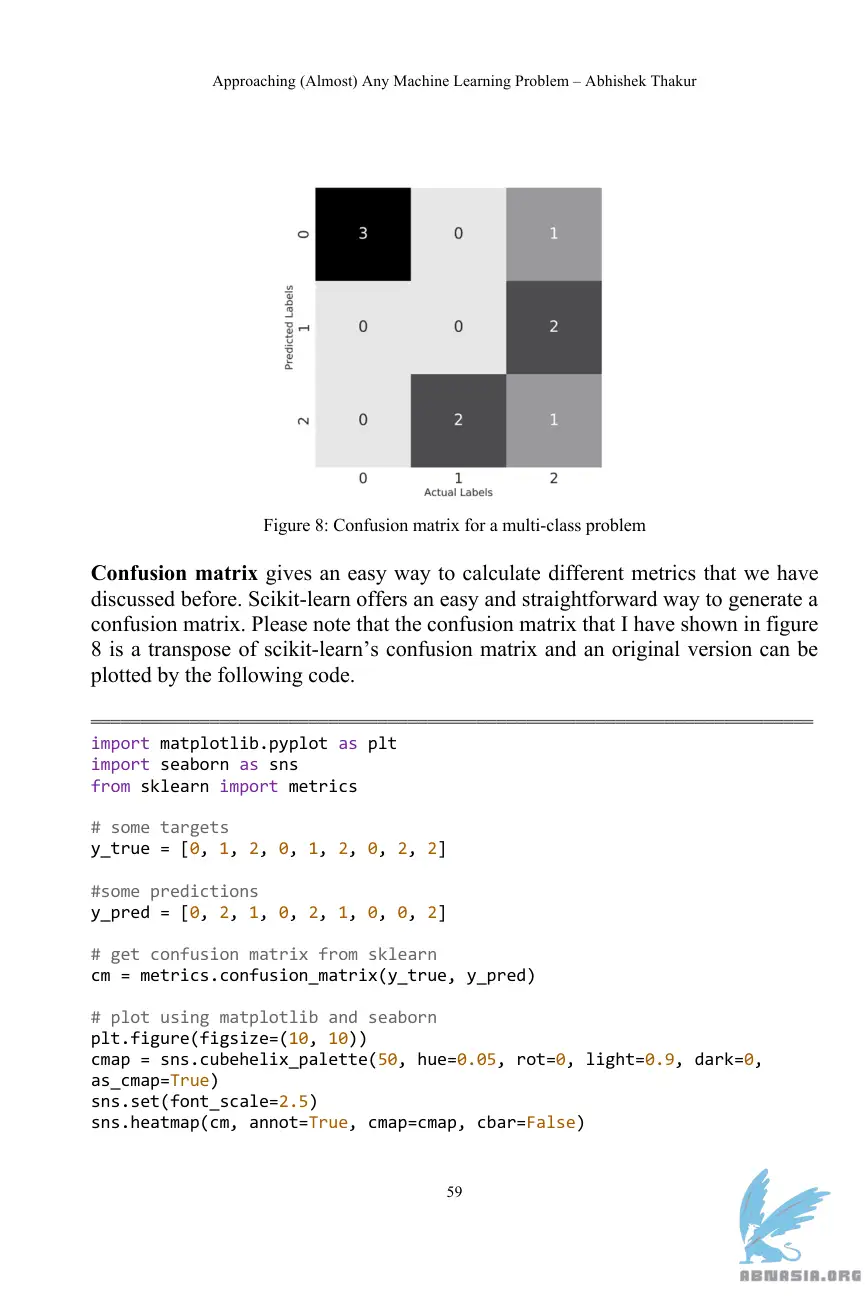 Approaching (Almost) Any Machine Learning Problem – Abhishek Thakur
0 3 0 1
Predicted Labels
1 0 0 2
2 0 2 1
0 1 2
Actual Labels
Figure 8: Confusion matrix for a multi-class problem
Confusion matrix gives an easy way to calculate different metrics that we have
discussed before. Scikit-learn offers an easy and straightforward way to generate a
confusion matrix. Please note that the confusion matrix that I have shown in figure
8 is a transpose of scikit-learn’s confusion matrix and an original version can be
plotted by the following code.
import matplotlib.pyplot as plt
import seaborn as sns
from sklearn import metrics
# some targets
y_true = [0, 1, 2, 0, 1, 2, 0, 2, 2]
#some predictions
y_pred = [0, 2, 1, 0, 2, 1, 0, 0, 2]
# get confusion matrix from sklearn
cm = metrics.confusion_matrix(y_true, y_pred)
# plot using matplotlib and seaborn
plt.figure(figsize=(10, 10))
cmap = sns.cubehelix_palette(50, hue=0.05, rot=0, light=0.9, dark=0,
as_cmap=True)
sns.set(font_scale=2.5)
sns.heatmap(cm, annot=True, cmap=cmap, cbar=False)
59
ABNASIA.ORG